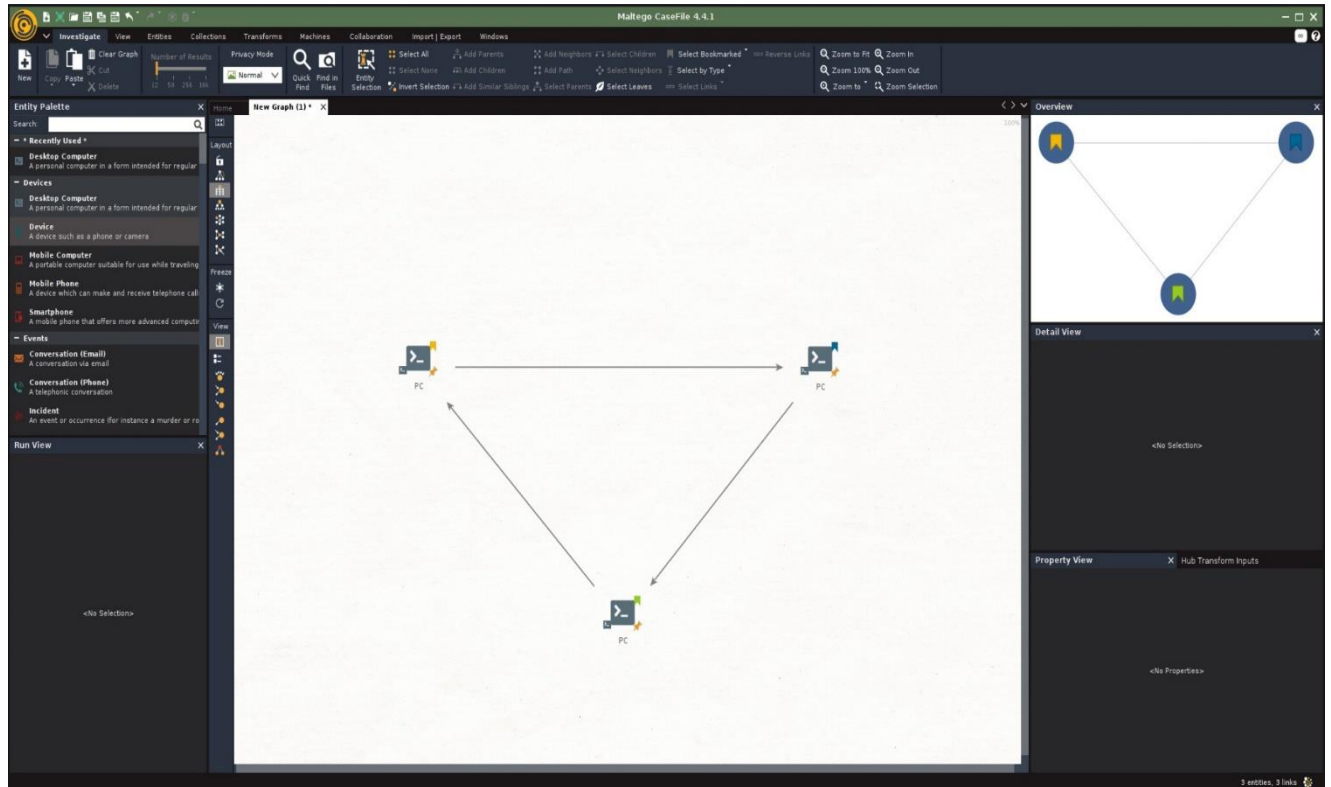 Maltego CaseFile 4.4.1
Investigate View Entities Collections Transforms Machines Collaboration Import | Export Windows
New
Copy
Paste
Clear Graph
Cut
Delete
Number of Results
12 50 256 10k
Privacy Mode
Normal
Quick Find
Find in Files
Entity Selection
Select All
Select None
Invert Selection
Add Parents
Add Children
Add Similar Siblings
Add Neighbors
Add Path
Select Parents
Select Children
Select Neighbors
Select Leaves
Select Bookmarked
Select by Type
Select Links
Reverse Links
Zoom to Fit
Zoom 100%
Zoom to
Zoom In
Zoom Out
Zoom Selection
Entity Palette
Search:
- * Recently Used *
Desktop Computer
A personal computer in a form intended for regular
- Devices
Desktop Computer
A personal computer in a form intended for regular
Device
A device such as a phone or camera
Mobile Computer
A portable computer suitable for use while traveling
Mobile Phone
A device which can make and receive telephone call
Smartphone
A mobile phone that offers more advanced computin
- Events
Conversation (Email)
A conversation via email
Conversation (Phone)
A telephonic conversation
Incident
An event or occurrence (for instance a murder or ro
Run View
<No Selection>
Home
New Graph (1) *
Layout
Freeze
View
100%
PC
PC
PC
Overview
Detail View
<No Selection>
Property View
Hub Transform Inputs
<No Properties>
3 entities, 3 links